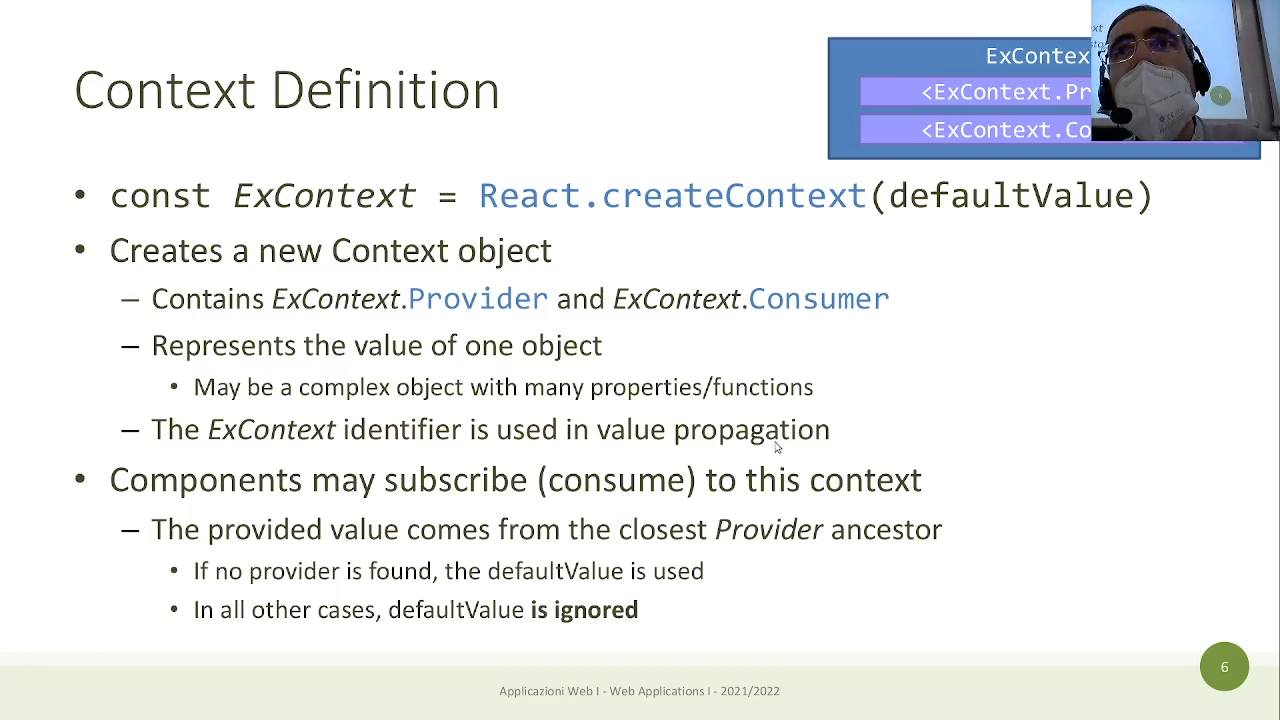 Context Definition
ExContext
<ExContext.Pr
<ExContext.Co
• const ExContext = React.createContext(defaultValue)
• Creates a new Context object
– Contains ExContext.Provider and ExContext.Consumer
– Represents the value of one object
• May be a complex object with many properties/functions
– The ExContext identifier is used in value propagation
• Components may subscribe (consume) to this context
– The provided value comes from the closest Provider ancestor
• If no provider is found, the defaultValue is used
• In all other cases, defaultValue is ignored
Applicazioni Web I - Web Applications I - 2021/2022
6